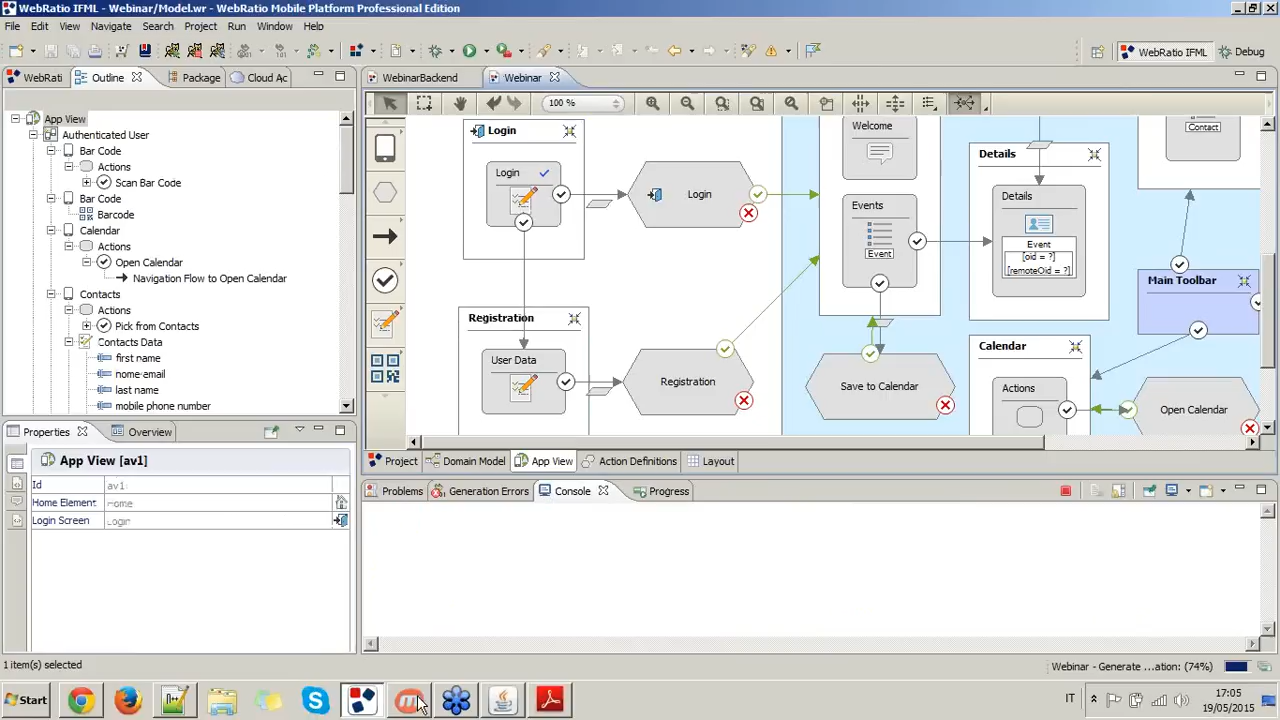 WebRatio IFML - Webinar/Model.wr - WebRatio Mobile Platform Professional Edition
File Edit View Navigate Search Project Run Window Help
WebRatio IFML Debug
WebRati Outline Package Cloud Ac
WebinarBackend Webinar
100 %
App View
Authenticated User
Bar Code
Actions
Scan Bar Code
Bar Code
Barcode
Calendar
Actions
Open Calendar
Navigation Flow to Open Calendar
Contacts
Actions
Pick from Contacts
Contacts Data
first name
home email
last name
mobile phone number
Login
Login
Login
Registration
User Data
Registration
Welcome
Events
Event
Save to Calendar
Details
Details
Event
[oid = ?]
[remoteOid = ?]
Contact
Main Toolbar
Calendar
Actions
Open Calendar
Project Domain Model App View Action Definitions Layout
Properties Overview
App View [av1]
Id av1
Home Element Home
Login Screen Login
Problems Generation Errors Console Progress
1 item(s) selected
Webinar - Generate ...ation: (74%)
Start
IT
17:05
19/05/2015